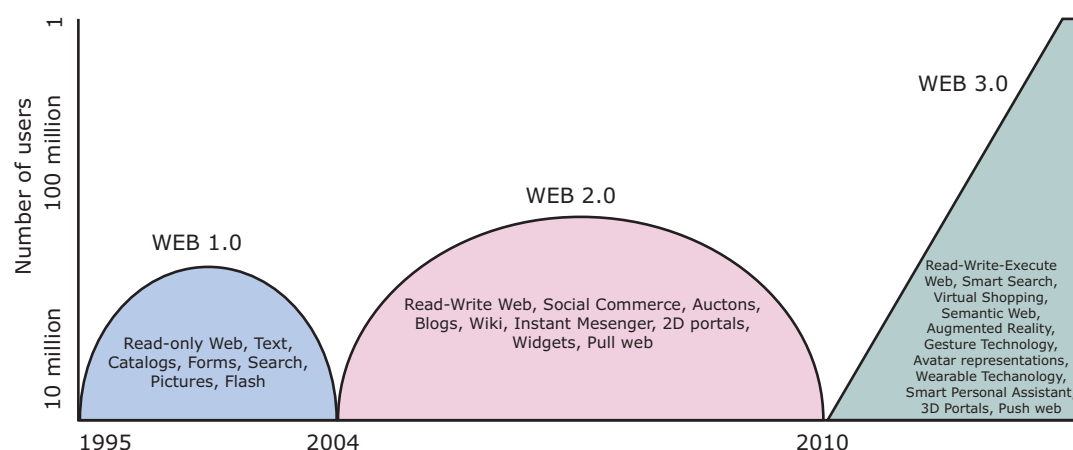 1
100 million
10 million
Number of users
WEB 1.0
Read-only Web, Text,
Catalogs, Forms, Search,
Pictures, Flash
WEB 2.0
Read-Write Web, Social Commerce, Auctons,
Blogs, Wiki, Instant Mesenger, 2D portals,
Widgets, Pull web
WEB 3.0
Read-Write-Execute
Web, Smart Search,
Virtual Shopping,
Semantic Web,
Augmented Reality,
Gesture Technology,
Avatar representations,
Wearable Techanology,
Smart Personal Assistant
3D Portals, Push web
1995
2004
2010